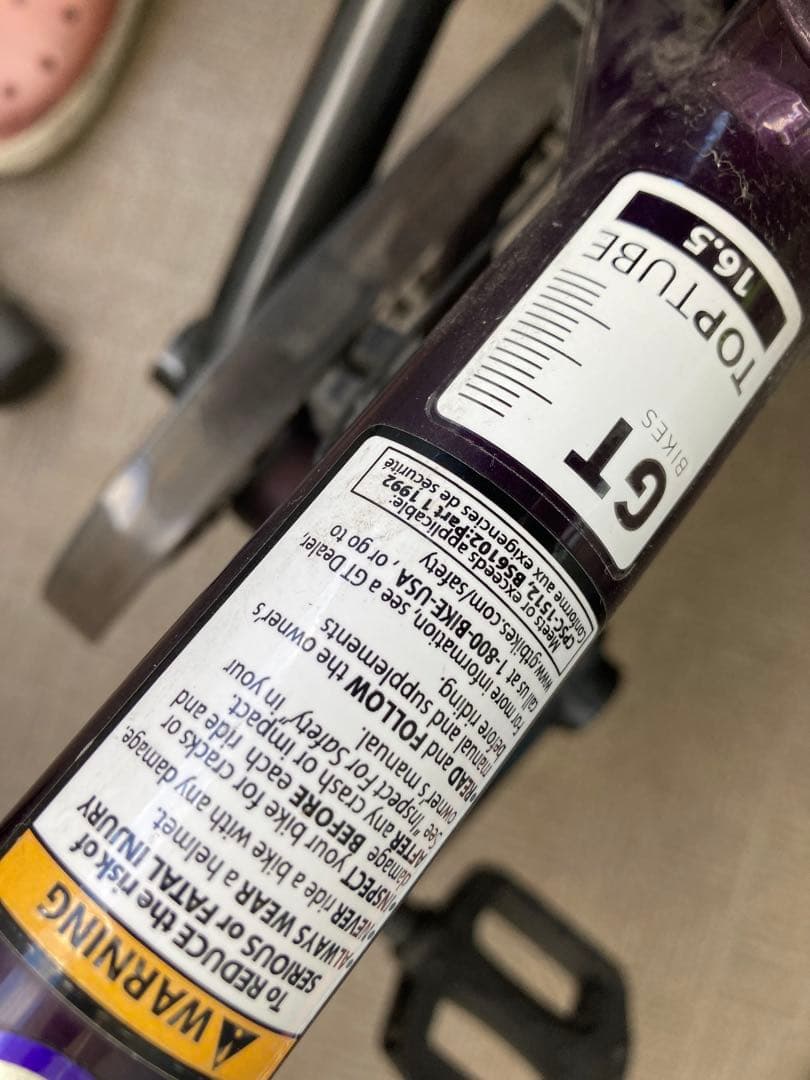 WARNING
To REDUCE the risk of
SERIOUS or FATAL INJURY
•ALWAYS WEAR a helmet.
•NEVER ride a bike with any damage
•INSPECT your bike for cracks or
damage BEFORE each ride and
AFTER any crash or impact.
See "Inspect For Safety" in your
owner's manual.
•READ and FOLLOW the owner's
manual and supplements
before riding.
For more information, see a GT Dealer,
call us at 1-800-BIKE-USA, or go to
www.gtbikes.com/safety
Meets or exceeds applicable:
CPSC-1512, BS6102:Part 1 1992
Conforme aux exigencies de sécurité
GT
BIKES
TOPTUBE
16.5